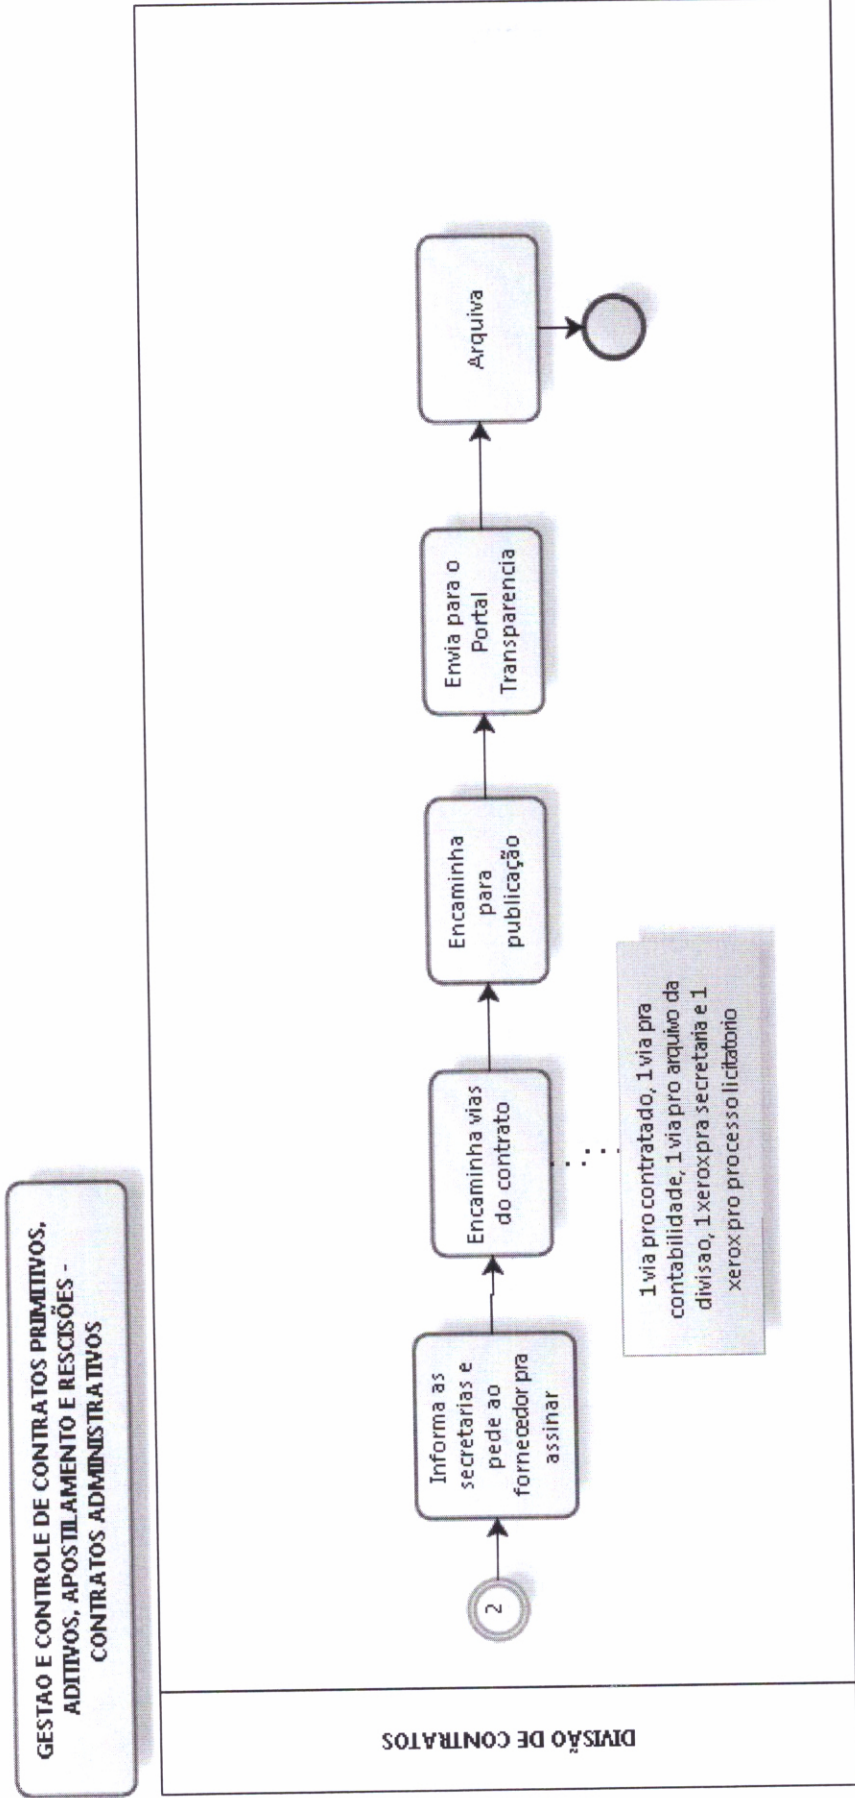 GESTAO E CONTROLE DE CONTRATOS PRIMITIVOS,
ADITIVOS, APOSTILAMENTO E RESCISÕES -
CONTRATOS ADMINISTRATIVOS
DIVISÃO DE CONTRATOS
2
Informa as
secretarias e
pede ao
fornecedor pra
assinar
Encaminha vias
do contrato
1 via pro contratado, 1 via pra
contabilidade, 1 via pro arquivo da
divisao, 1 xerox pra secretaria e 1
xerox pro processo licitatorio
Encaminha
para
publicação
Envia para o
Portal
Transparencia
Arquiva